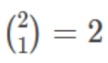 $\binom{2}{1} = 2$